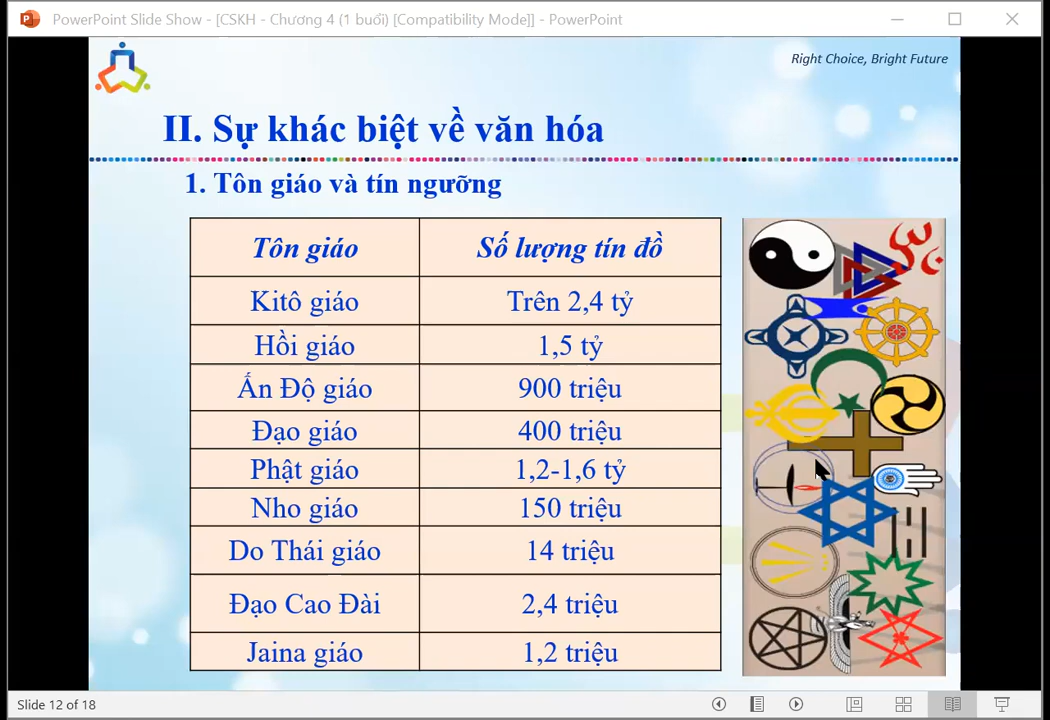 PowerPoint Slide Show - [CSKH - Chương 4 (1 buổi) [Compatibility Mode]] - PowerPoint
Right Choice, Bright Future
II. Sự khác biệt về văn hóa
1. Tôn giáo và tín ngưỡng
Tôn giáo Số lượng tín đồ
Kitô giáo Trên 2,4 tỷ
Hồi giáo 1,5 tỷ
Ấn Độ giáo 900 triệu
Đạo giáo 400 triệu
Phật giáo 1,2-1,6 tỷ
Nho giáo 150 triệu
Do Thái giáo 14 triệu
Đạo Cao Đài 2,4 triệu
Jaina giáo 1,2 triệu
Slide 12 of 18